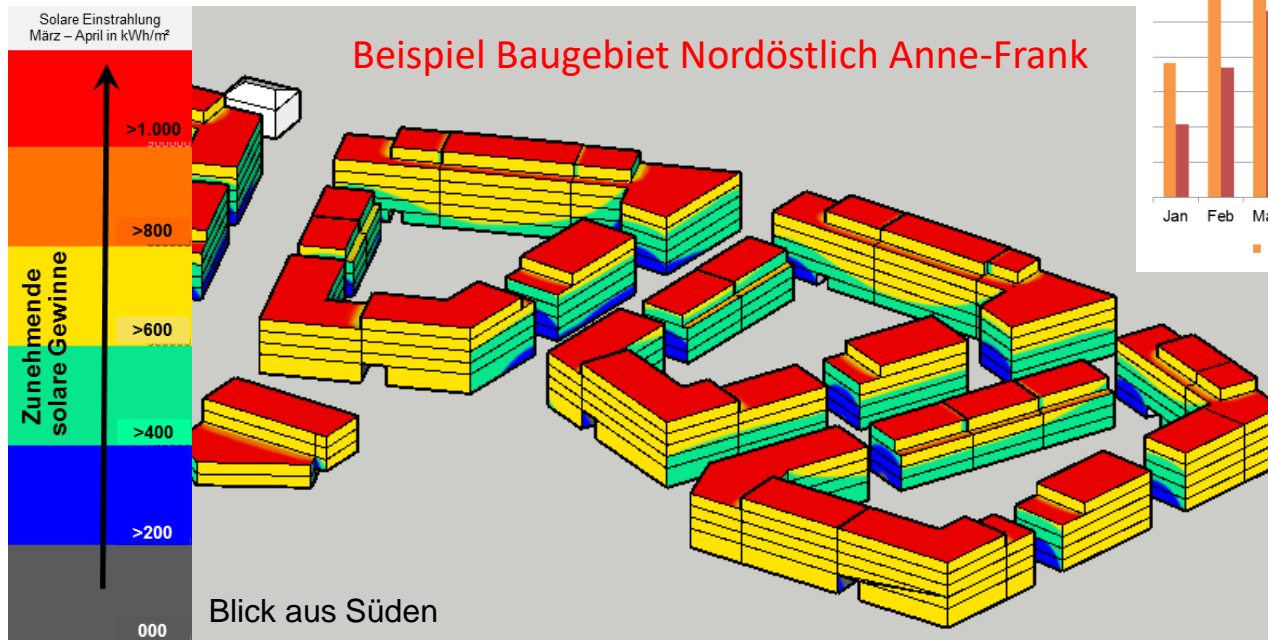 Solare Einstrahlung
März – April in kWh/m²
Beispiel Baugebiet Nordöstlich Anne-Frank
>1.000
>800
>600
>400
>200
000
Zunehmende
solare Gewinne
Blick aus Süden
Jan Feb